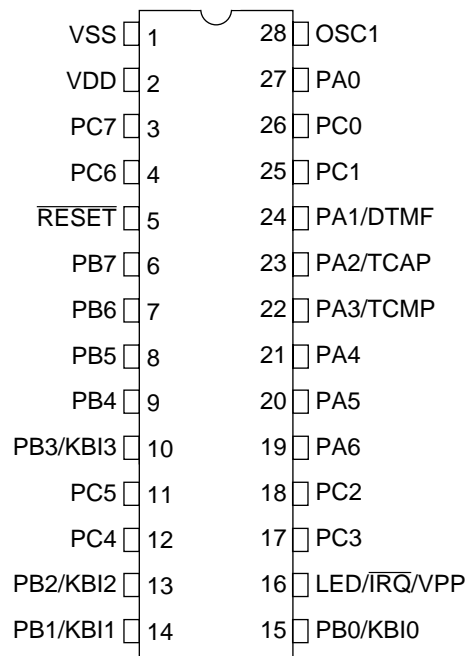 VSS 1 28 OSC1
VDD 2 27 PA0
PC7 3 26 PC0
PC6 4 25 PC1
RESET 5 24 PA1/DTMF
PB7 6 23 PA2/TCAP
PB6 7 22 PA3/TCMP
PB5 8 21 PA4
PB4 9 20 PA5
PB3/KBI3 10 19 PA6
PC5 11 18 PC2
PC4 12 17 PC3
PB2/KBI2 13 16 LED/IRQ/VPP
PB1/KBI1 14 15 PB0/KBI0